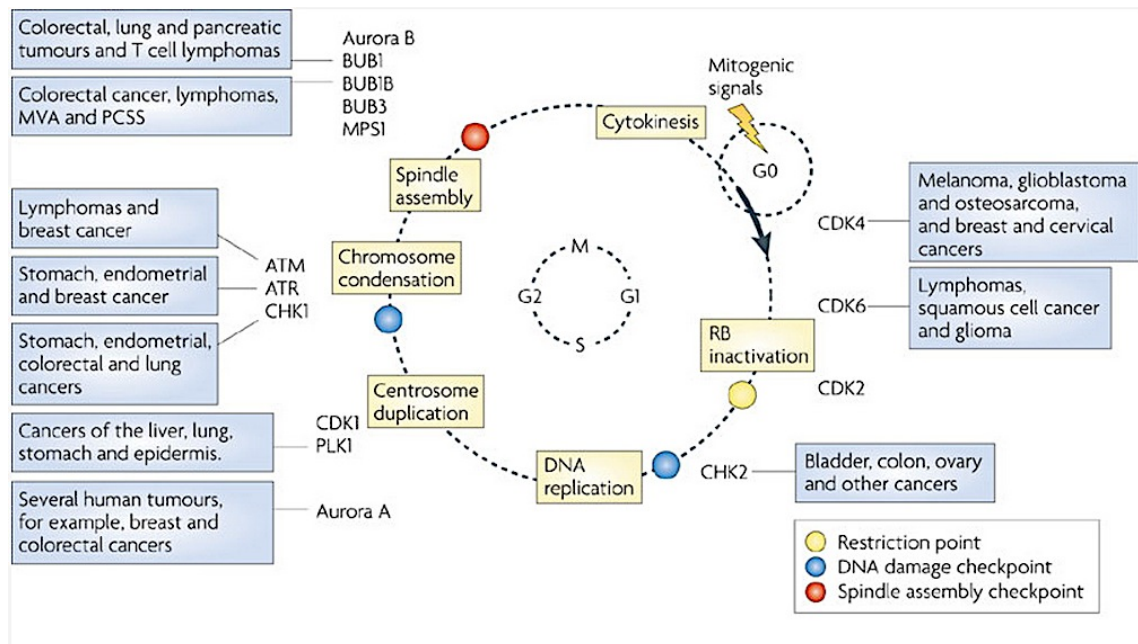 Colorectal, lung and pancreatic
tumours and T cell lymphomas
Colorectal cancer, lymphomas,
MVA and PCSS
Aurora B
BUB1
BUB1B
BUB3
MPS1
Mitogenic
signals
Cytokinesis
G0
Spindle
assembly
Lymphomas and
breast cancer
Stomach, endometrial
and breast cancer
Stomach, endometrial,
colorectal and lung
cancers
ATM
ATR
CHK1
Chromosome
condensation
M
G2
G1
S
CDK4
Melanoma, glioblastoma
and osteosarcoma,
and breast and cervical
cancers
CDK6
Lymphomas,
squamous cell cancer
and glioma
RB
inactivation
CDK2
Centrosome
duplication
CDK1
PLK1
Cancers of the liver, lung,
stomach and epidermis.
DNA
replication
CHK2
Bladder, colon, ovary
and other cancers
Several human tumours,
for example, breast and
colorectal cancers
Aurora A
Restriction point
DNA damage checkpoint
Spindle assembly checkpoint